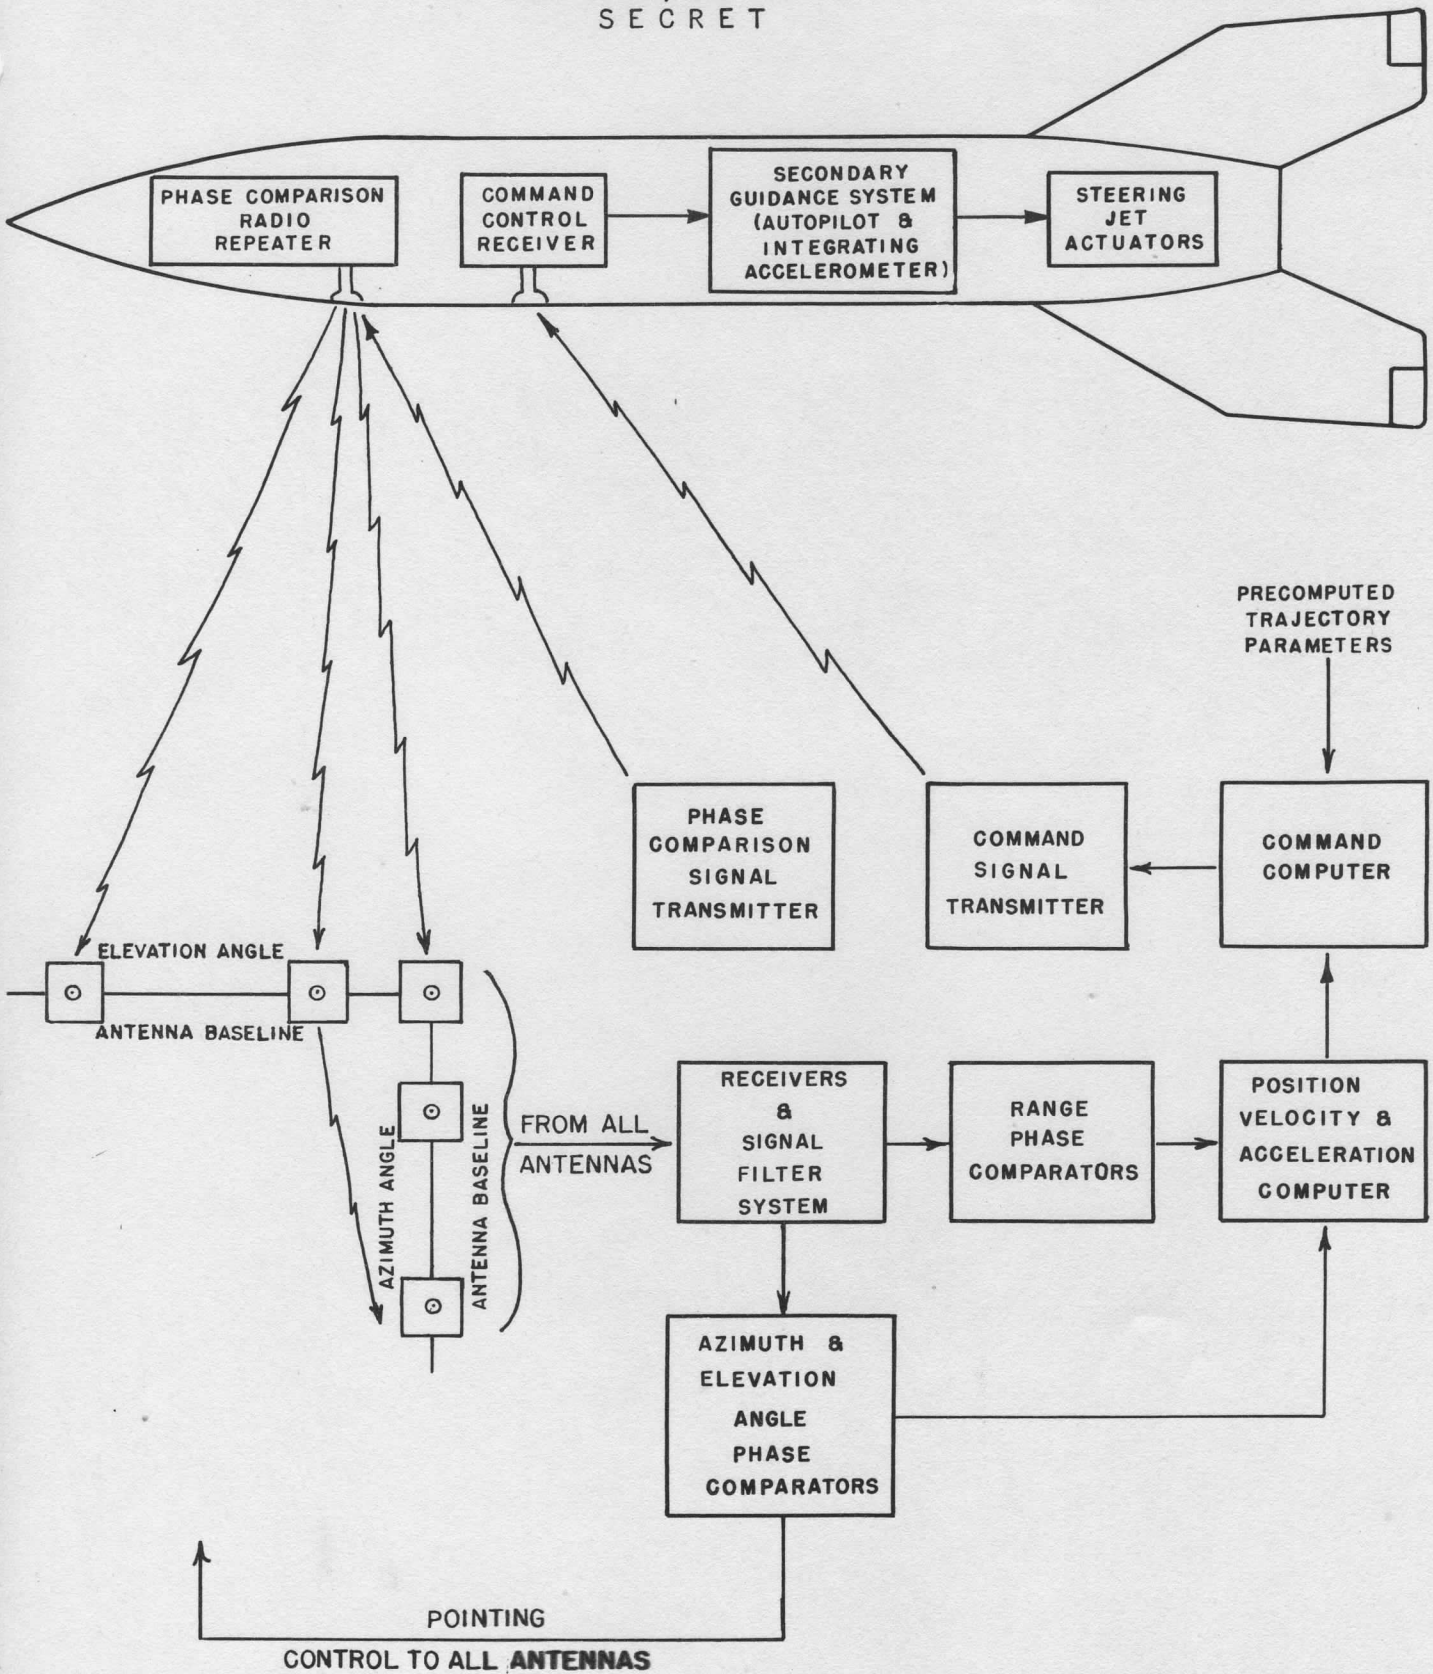 SECRET
PHASE COMPARISON
RADIO
REPEATER
COMMAND
CONTROL
RECEIVER
SECONDARY
GUIDANCE SYSTEM
(AUTOPILOT &
INTEGRATING
ACCELEROMETER)
STEERING
JET
ACTUATORS
PRECOMPUTED
TRAJECTORY
PARAMETERS
PHASE
COMPARISON
SIGNAL
TRANSMITTER
COMMAND
SIGNAL
TRANSMITTER
COMMAND
COMPUTER
ELEVATION ANGLE
ANTENNA BASELINE
AZIMUTH ANGLE
ANTENNA BASELINE
FROM ALL
ANTENNAS
RECEIVERS
&
SIGNAL
FILTER
SYSTEM
RANGE
PHASE
COMPARATORS
POSITION
VELOCITY &
ACCELERATION
COMPUTER
AZIMUTH &
ELEVATION
ANGLE
PHASE
COMPARATORS
POINTING
CONTROL TO ALL ANTENNAS